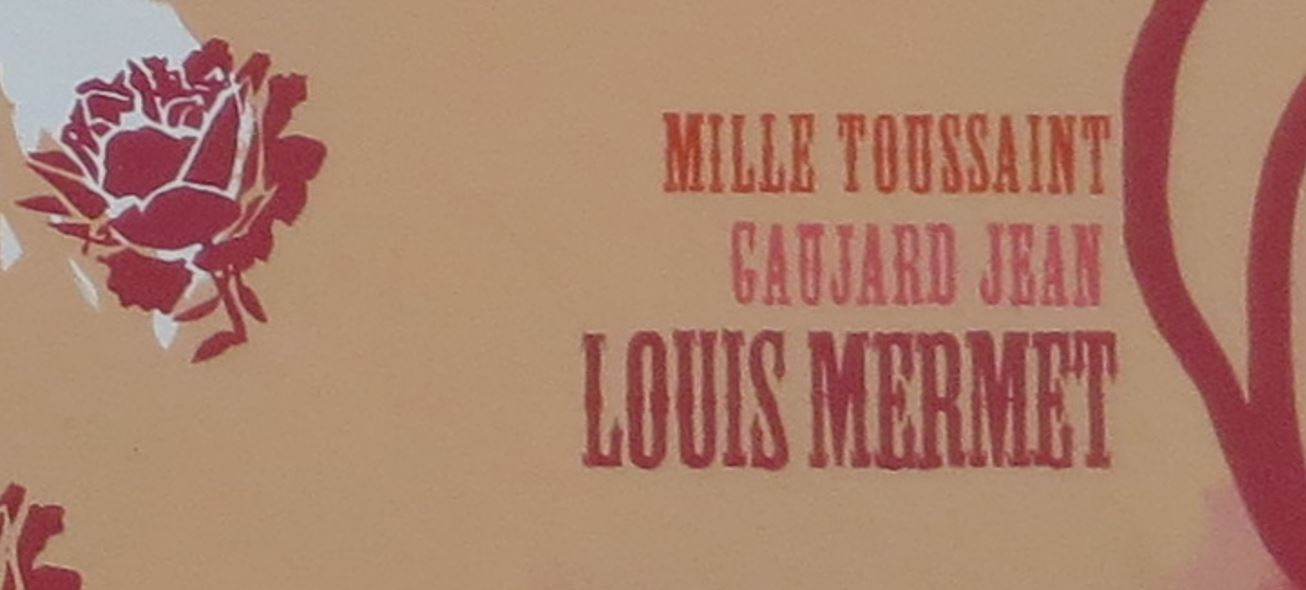 MILLE TOUSSAINT
GAUJARD JEAN
LOUIS MERMET